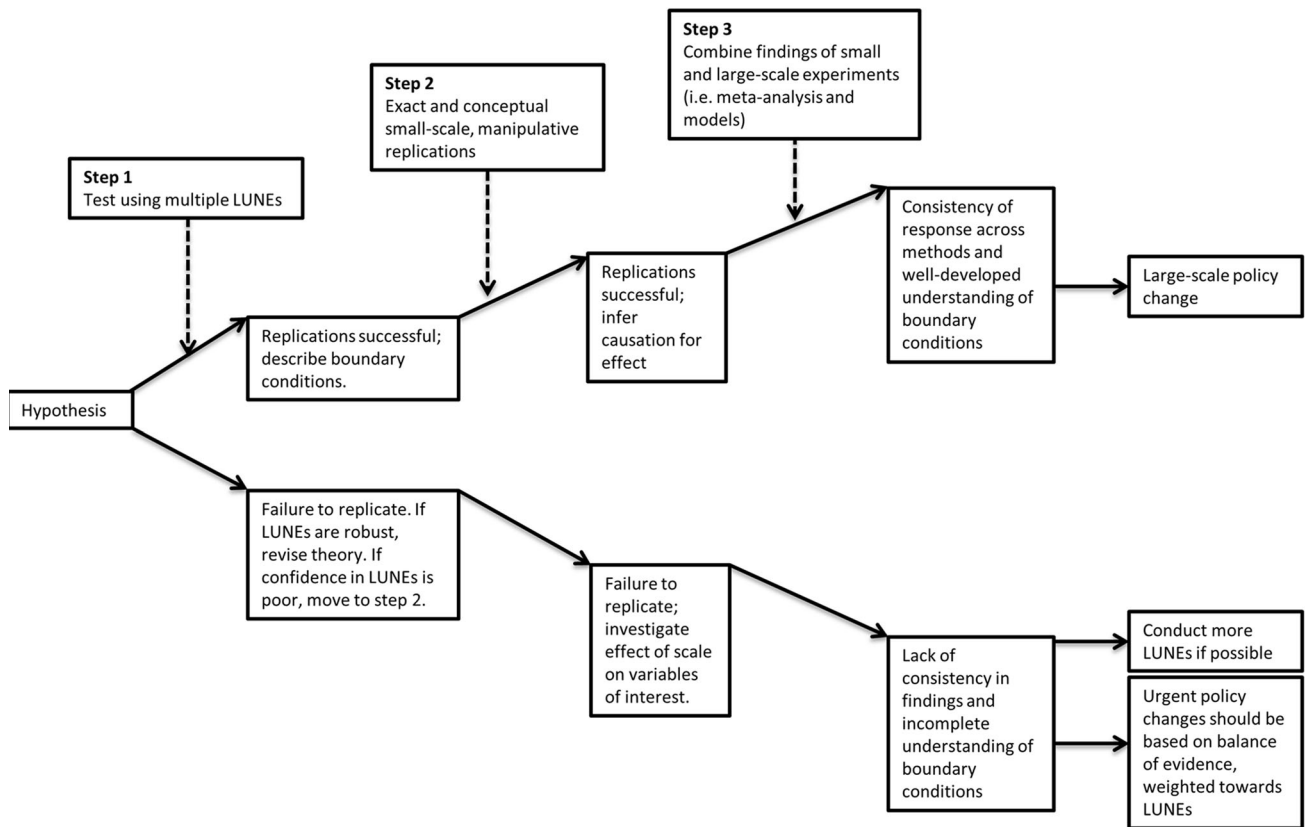 Step 1
Test using multiple LUNEs
Step 2
Exact and conceptual
small-scale, manipulative
replications
Step 3
Combine findings of small
and large-scale experiments
(i.e. meta-analysis and
models)
Hypothesis
Replications successful;
describe boundary
conditions.
Replications
successful;
infer
causation for
effect
Consistency of
response across
methods and
well-developed
understanding of
boundary
conditions
Large-scale policy
change
Failure to replicate. If
LUNEs are robust,
revise theory. If
confidence in LUNEs is
poor, move to step 2.
Failure to
replicate;
investigate
effect of scale
on variables
of interest.
Lack of
consistency in
findings and
incomplete
understanding of
boundary
conditions
Conduct more
LUNEs if possible
Urgent policy
changes should be
based on balance
of evidence,
weighted towards
LUNEs